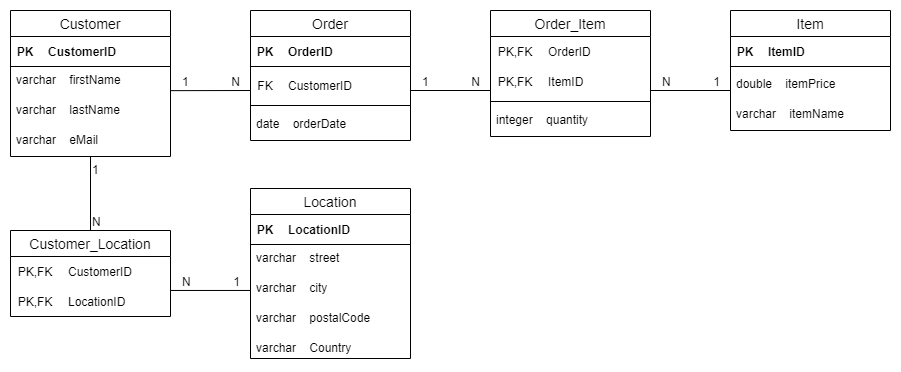 Customer
PK CustomerID
varchar firstName
varchar lastName
varchar eMail
1 N
Order
PK OrderID
FK CustomerID
date orderDate
1 N
Order_Item
PK,FK OrderID
PK,FK ItemID
integer quantity
N 1
Item
PK ItemID
double itemPrice
varchar itemName
1
N
Customer_Location
PK,FK CustomerID
PK,FK LocationID
N 1
Location
PK LocationID
varchar street
varchar city
varchar postalCode
varchar Country